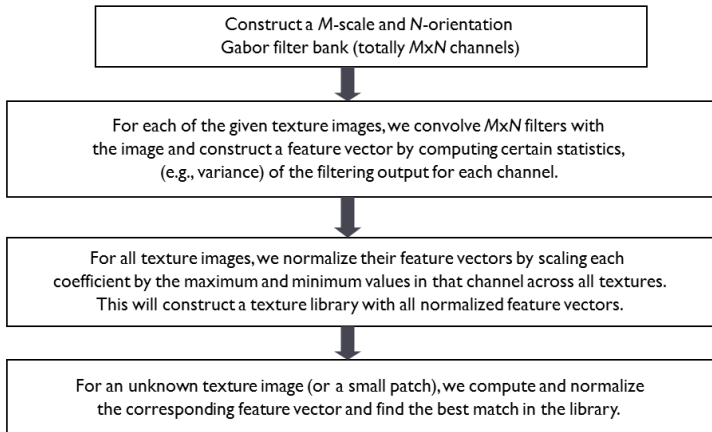 Construct a M-scale and N-orientation
Gabor filter bank (totally MxN channels)
For each of the given texture images, we convolve MxN filters with
the image and construct a feature vector by computing certain statistics,
(e.g., variance) of the filtering output for each channel.
For all texture images, we normalize their feature vectors by scaling each
coefficient by the maximum and minimum values in that channel across all textures.
This will construct a texture library with all normalized feature vectors.
For an unknown texture image (or a small patch), we compute and normalize
the corresponding feature vector and find the best match in the library.